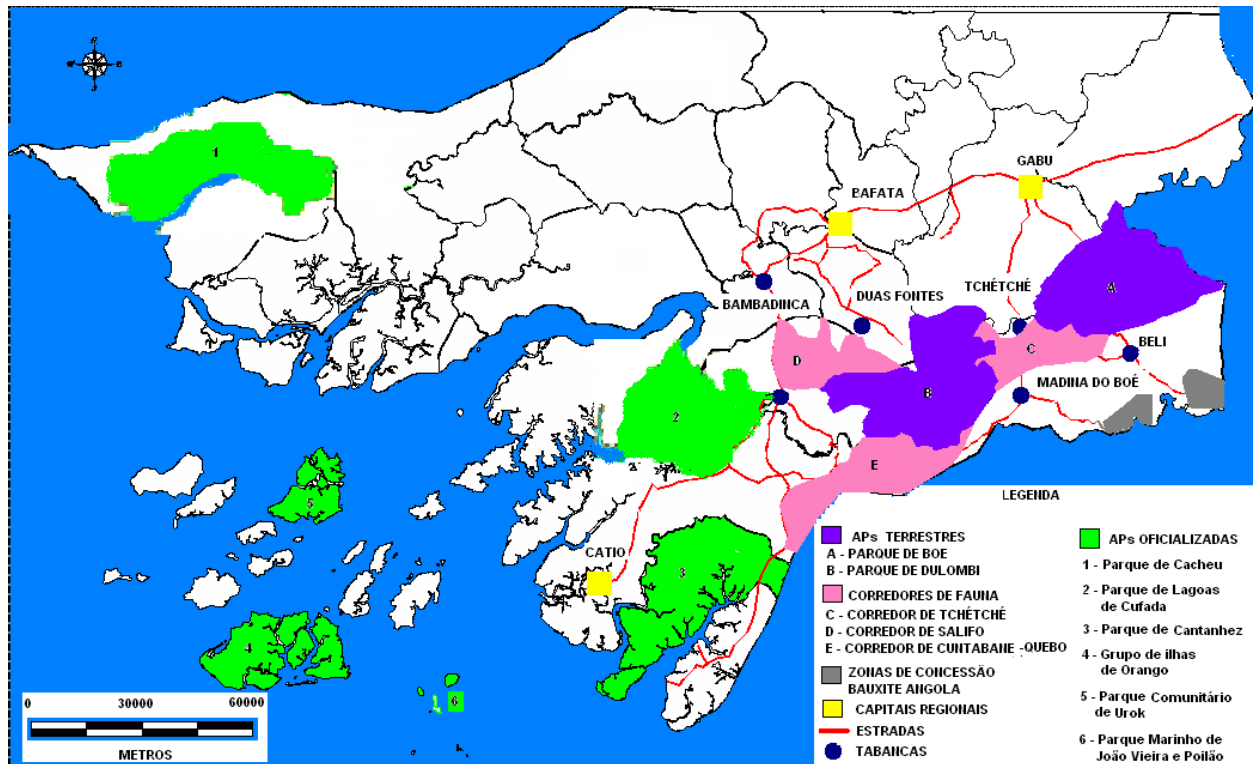 N
W
E
S
1
GABU
BAFATA
A
TCHÉTCHÉ
BAMBADINCA
DUAS FONTES
BELI
C
D
MADINA DO BOÉ
B
2
E
5
CATIO
3
4
6
0 30000 60000
METROS
LEGENDA
APs TERRESTRES
A - PARQUE DE BOE
B - PARQUE DE DULOMBI
CORREDORES DE FAUNA
C - CORREDOR DE TCHÉTCHÉ
D - CORREDOR DE SALIFO
E - CORREDOR DE CUNTABANE -QUEBO
ZONAS DE CONCESSÃO
BAUXITE ANGOLA
CAPITAIS REGIONAIS
ESTRADAS
TABANCAS
APs OFICIALIZADAS
1 - Parque de Cacheu
2 - Parque de Lagoas
de Cufada
3 - Parque de Cantanhez
4 - Grupo de ilhas
de Orango
5 - Parque Comunitário
de Urok
6 - Parque Marinho de
João Vieira e Poilão